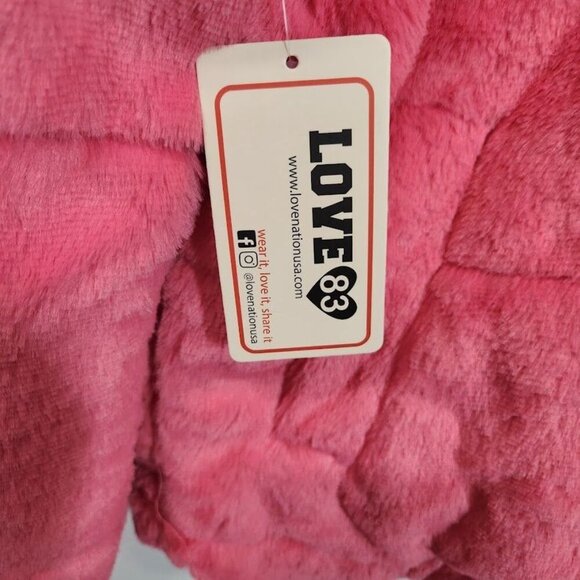 LOVE 83
www.lovenationusa.com
wear it, love it, share it
@lovenationusa